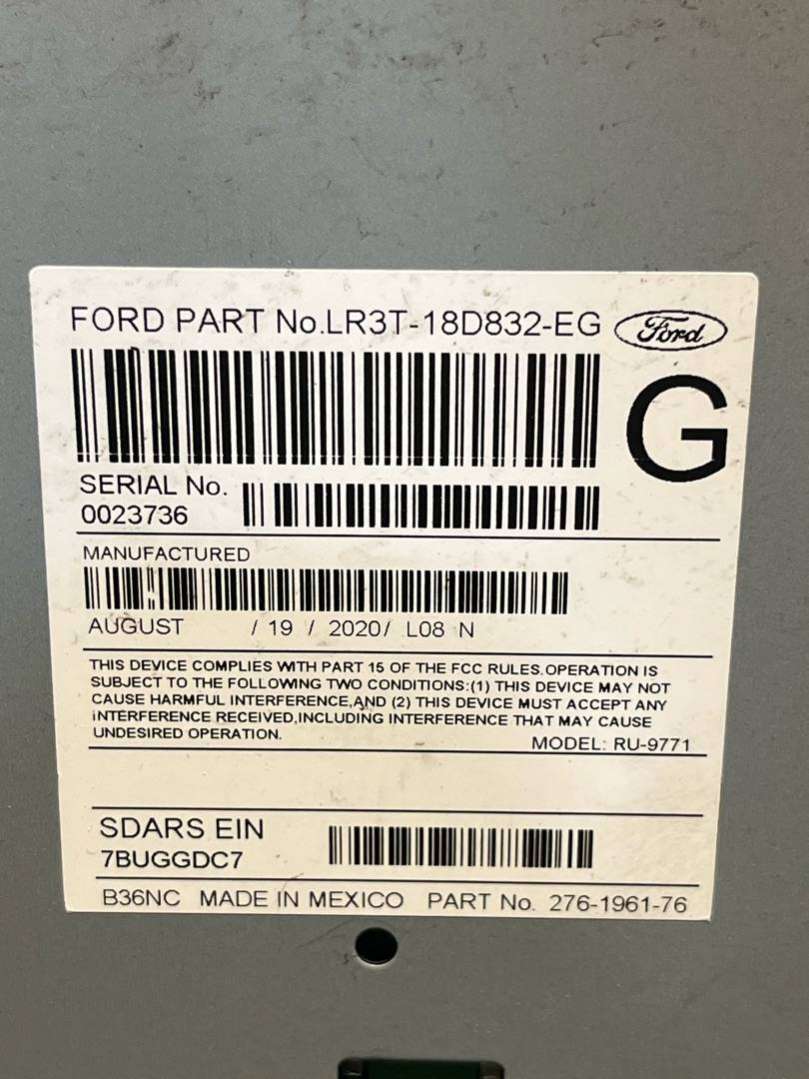 FORD PART No.LR3T-18D832-EG
Ford
G
SERIAL No.
0023736
MANUFACTURED
AUGUST / 19 / 2020/ L08 N
THIS DEVICE COMPLIES WITH PART 15 OF THE FCC RULES.OPERATION IS
SUBJECT TO THE FOLLOWING TWO CONDITIONS:(1) THIS DEVICE MAY NOT
CAUSE HARMFUL INTERFERENCE,AND (2) THIS DEVICE MUST ACCEPT ANY
INTERFERENCE RECEIVED,INCLUDING INTERFERENCE THAT MAY CAUSE
UNDESIRED OPERATION.
MODEL: RU-9771
SDARS EIN
7BUGGDC7
B36NC MADE IN MEXICO PART No. 276-1961-76